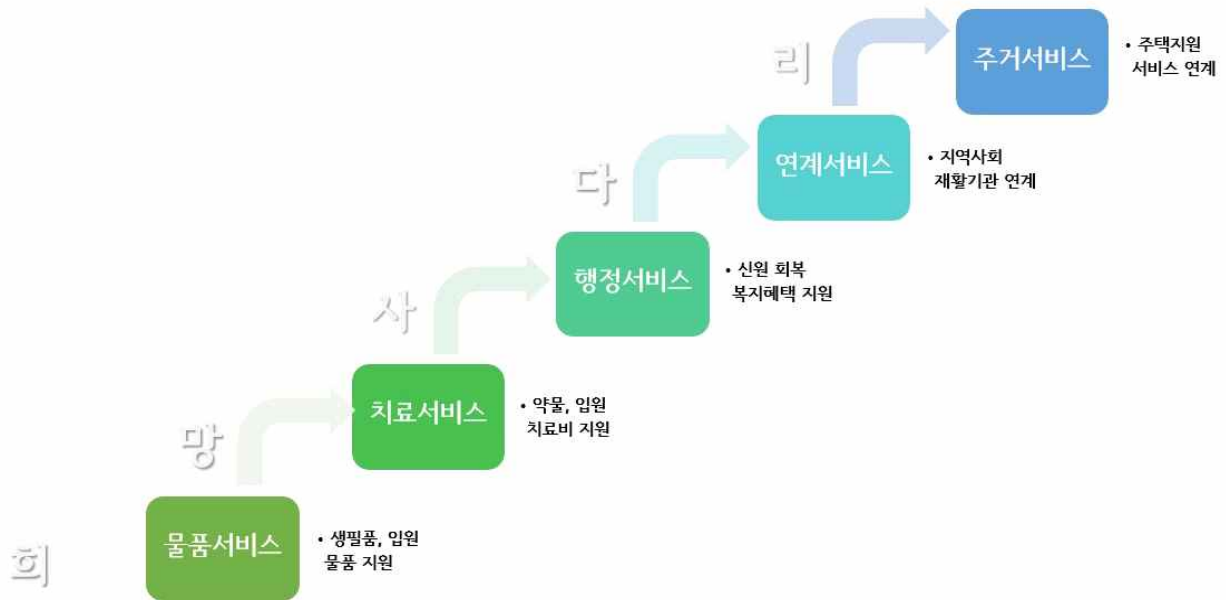 리
주거서비스
• 주택지원
서비스 연계
다
연계서비스
• 지역사회
재활기관 연계
사
행정서비스
• 신원 회복
복지혜택 지원
망
치료서비스
• 약물, 입원
치료비 지원
희
물품서비스
• 생필품, 입원
물품 지원